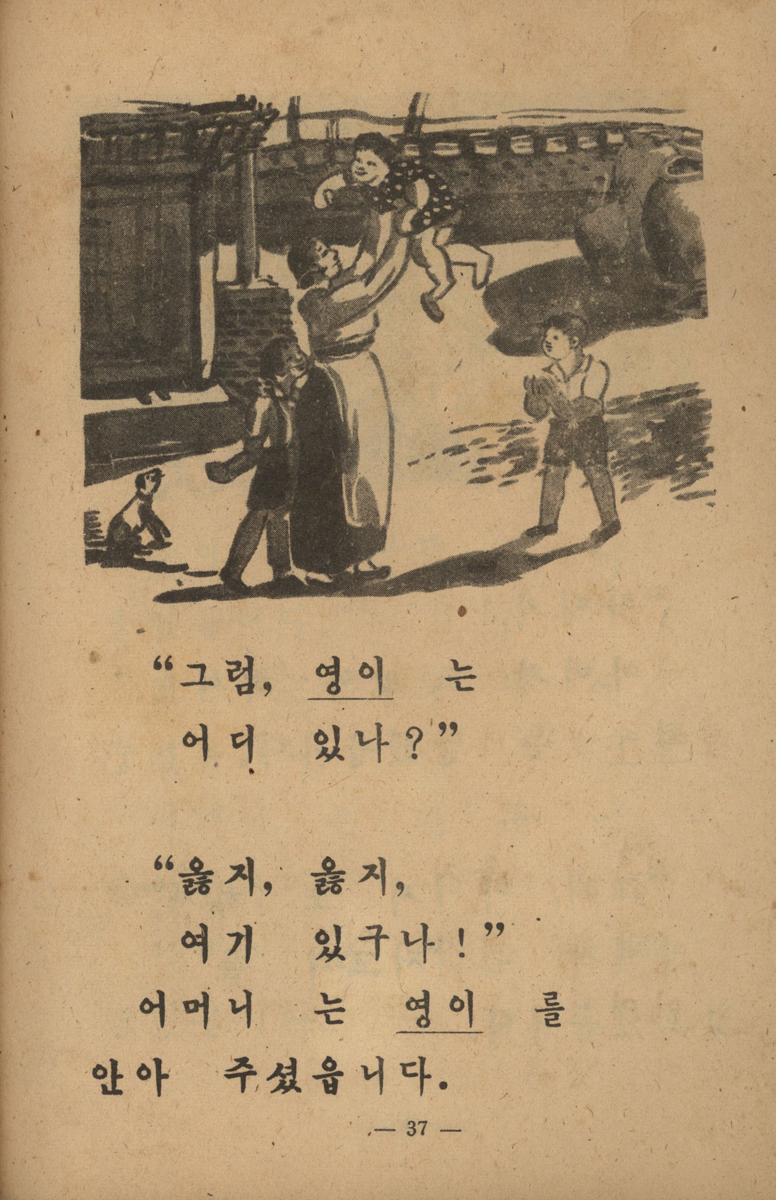 “그럼, 영이 는
어디 있나?”
“옳지, 옳지,
여기 있구나!”
어머니 는 영이 를
안아 주셨읍니다.
— 37 —